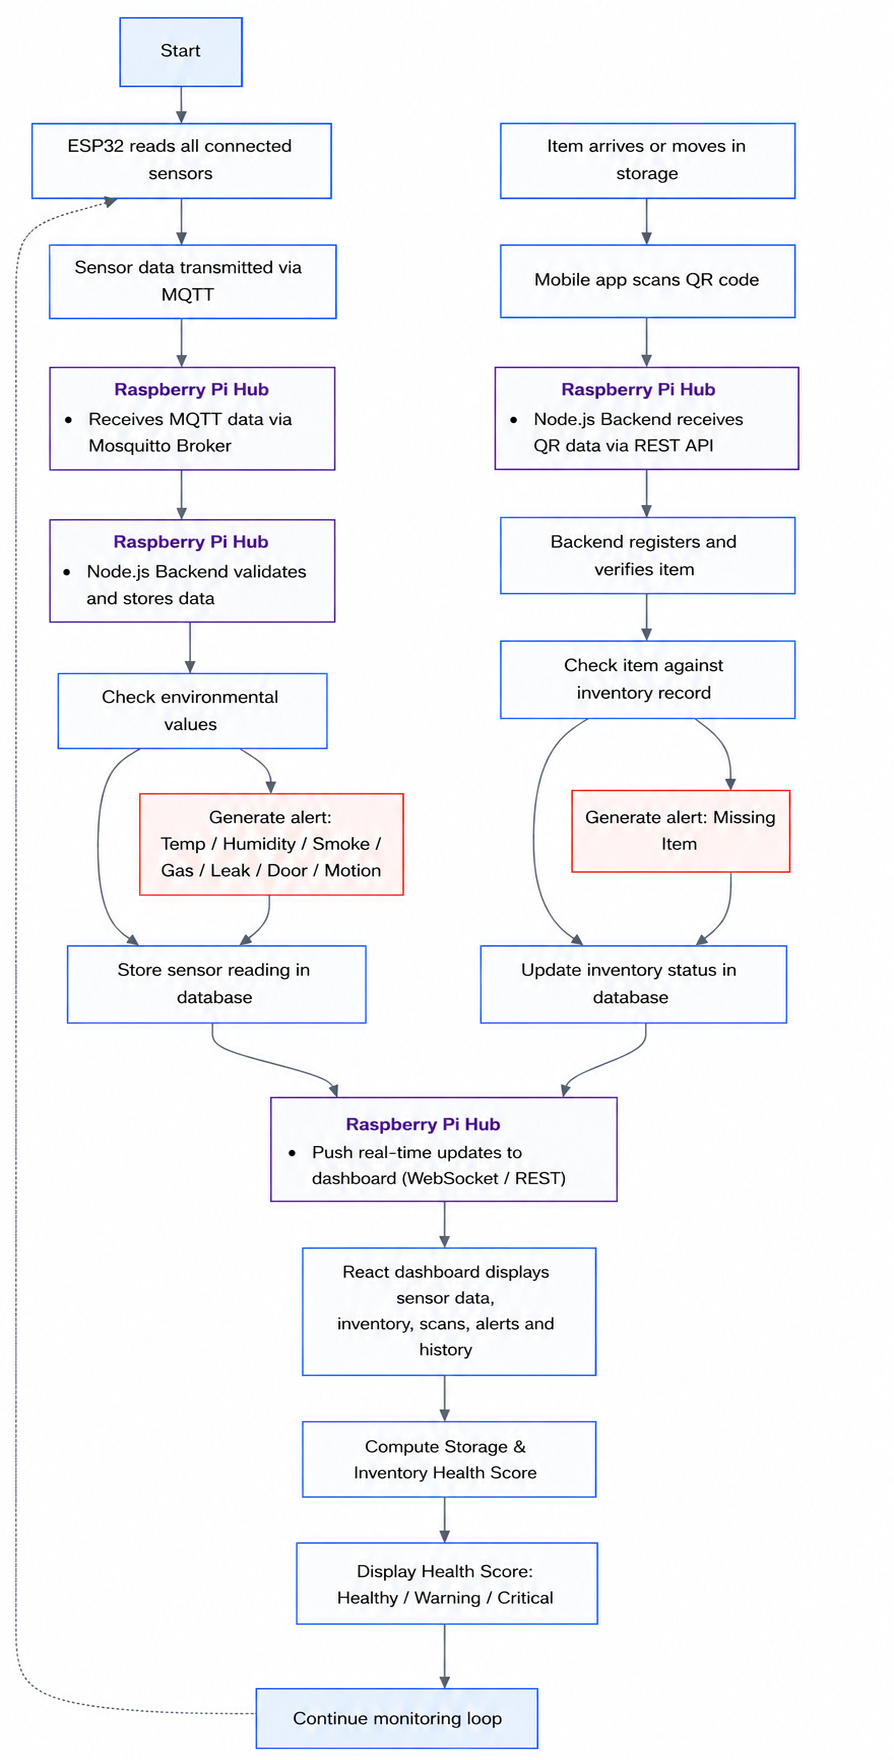 Start
ESP32 reads all connected
sensors
Sensor data transmitted via
MQTT
Raspberry Pi Hub
• Receives MQTT data via
Mosquitto Broker
Raspberry Pi Hub
• Node.js Backend validates
and stores data
Check environmental
values
Generate alert:
Temp / Humidity / Smoke /
Gas / Leak / Door / Motion
Store sensor reading in
database
Item arrives or moves in
storage
Mobile app scans QR code
Raspberry Pi Hub
• Node.js Backend receives
QR data via REST API
Backend registers and
verifies item
Check item against
inventory record
Generate alert: Missing
Item
Update inventory status in
database
Raspberry Pi Hub
• Push real-time updates to
dashboard (WebSocket / REST)
React dashboard displays
sensor data,
inventory, scans, alerts and
history
Compute Storage &
Inventory Health Score
Display Health Score:
Healthy / Warning / Critical
Continue monitoring loop